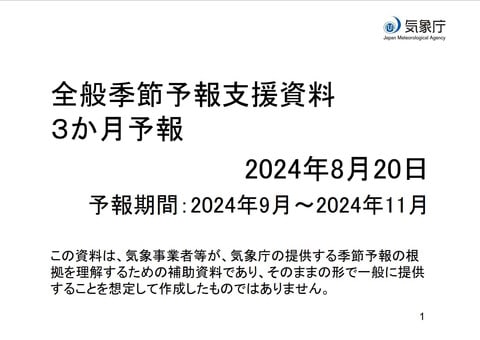 気象庁
Japan Meteorological Agency
全般季節予報支援資料
３か月予報
2024年8月20日
予報期間：2024年9月～2024年11月
この資料は、気象事業者等が、気象庁の提供する季節予報の根
拠を理解するための補助資料であり、そのままの形で一般に提供
することを想定して作成したものではありません。
1